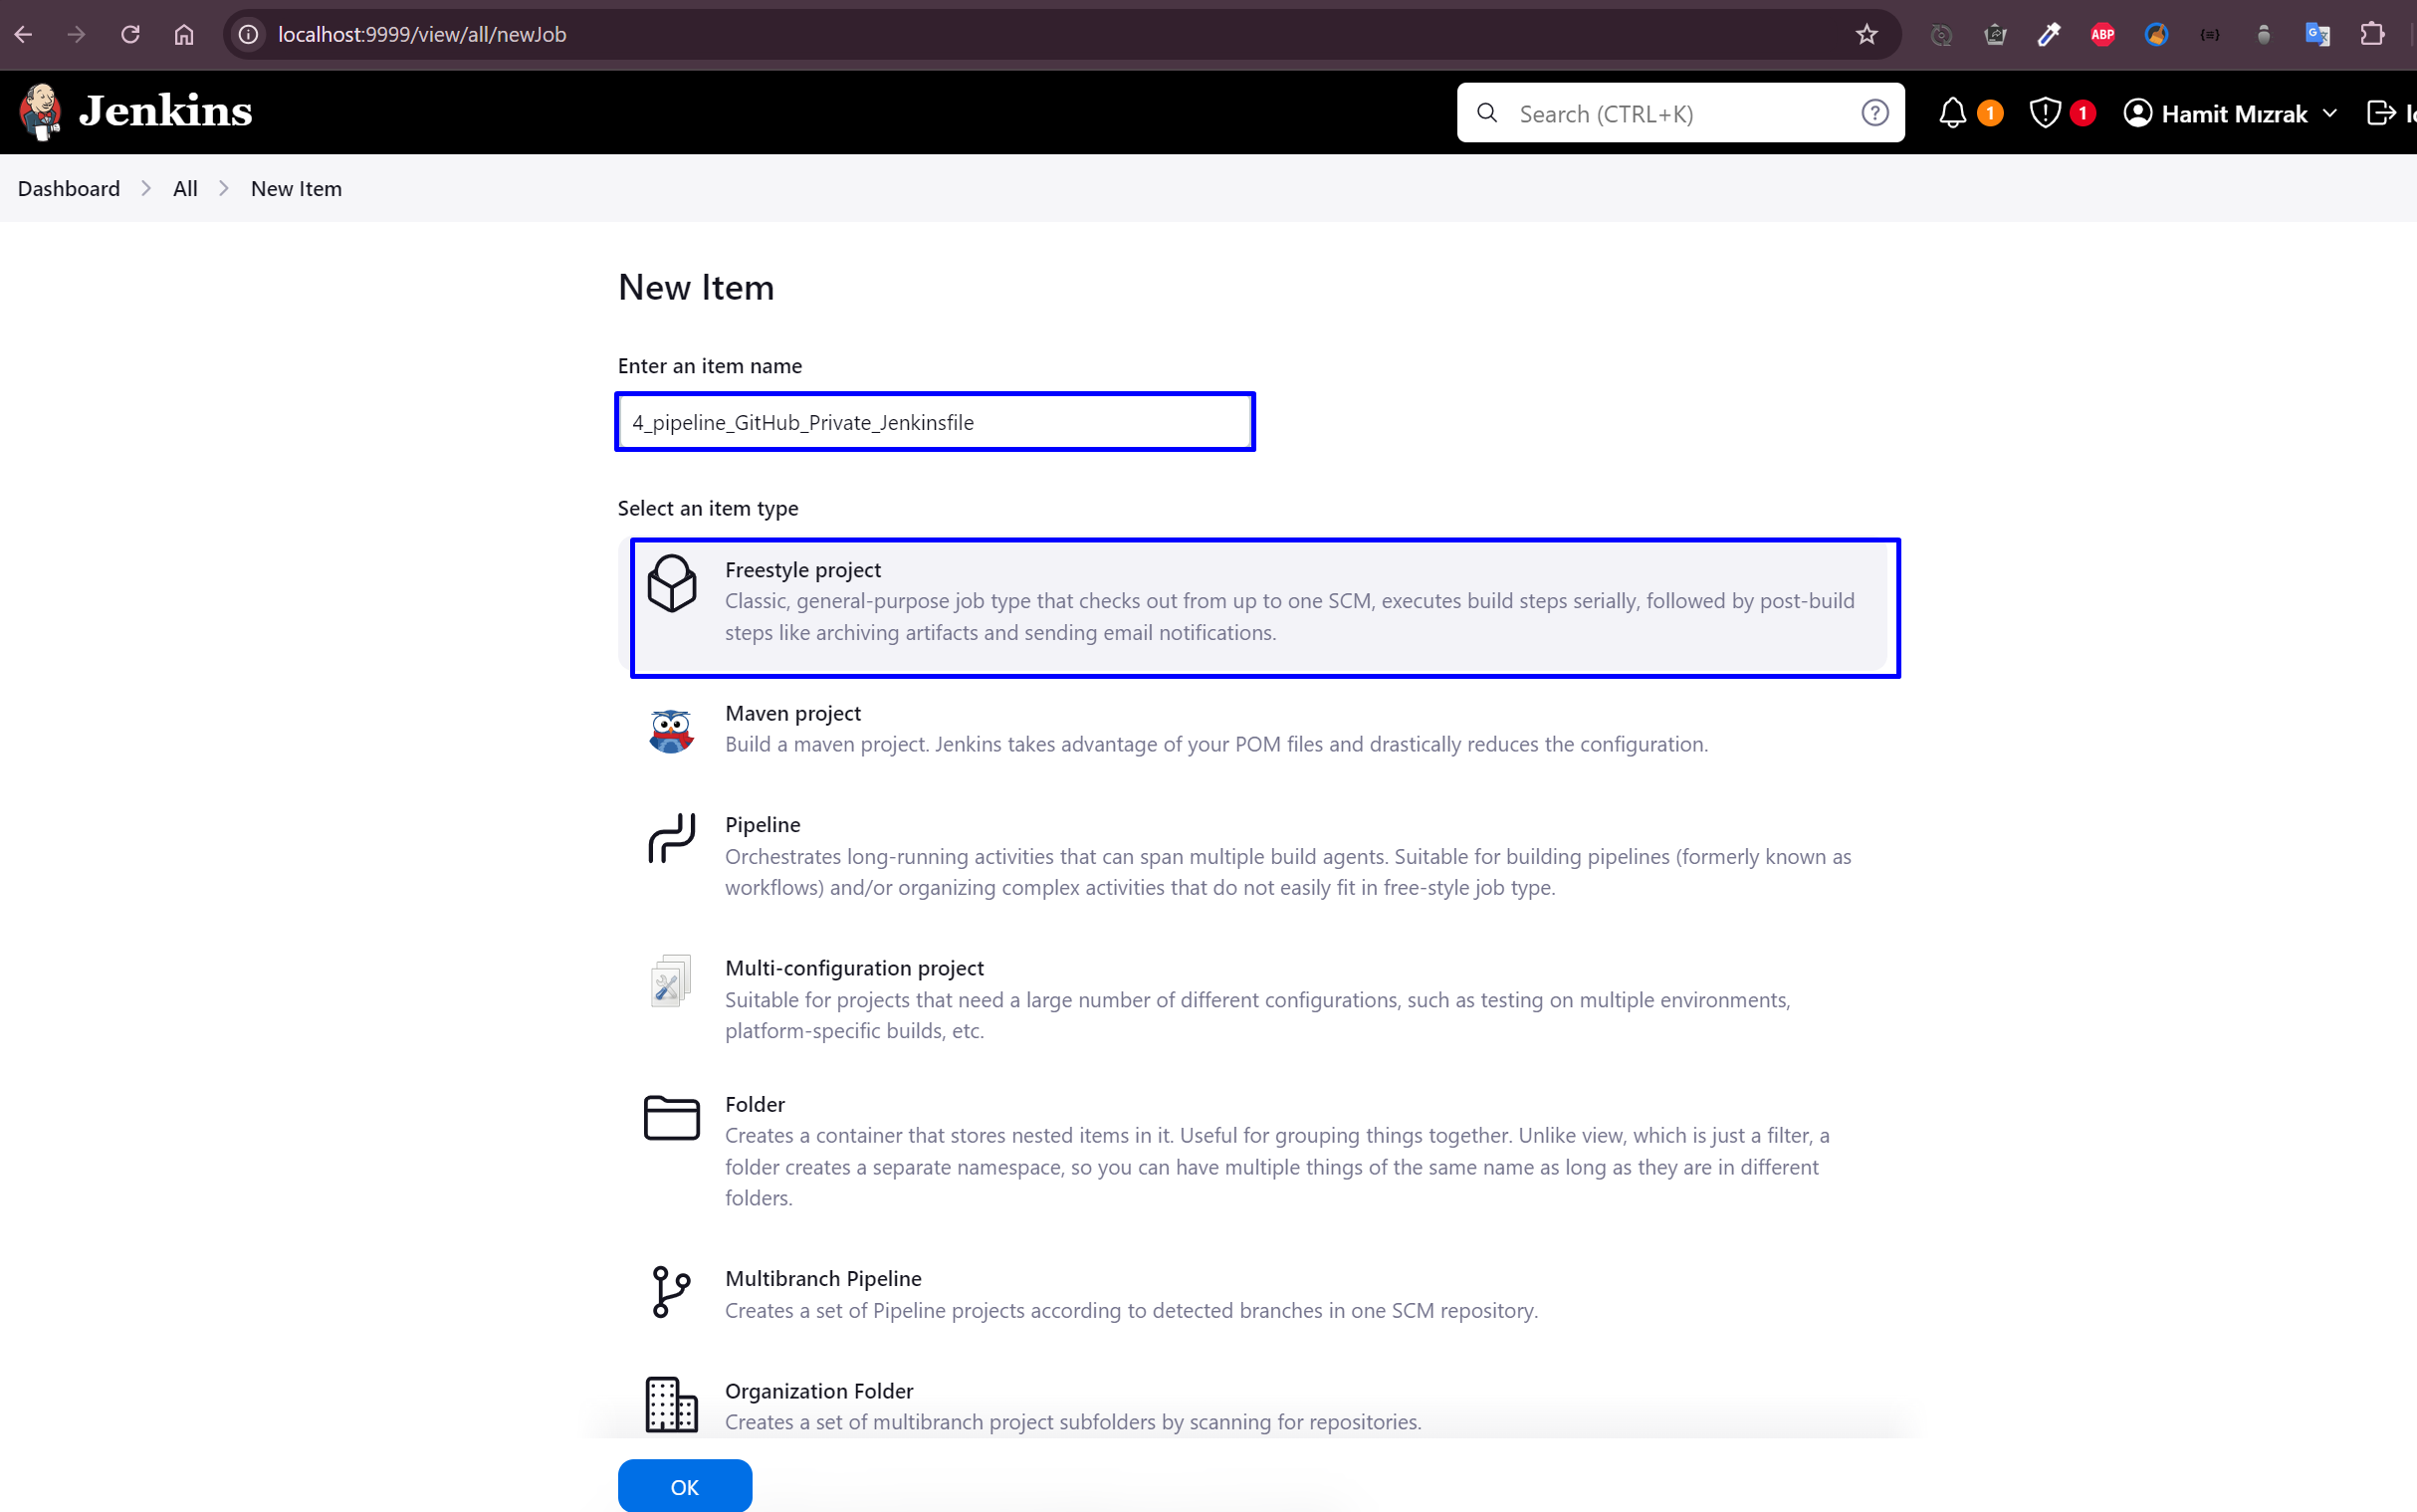 localhost:9999/view/all/newJob
ABP
Jenkins
Search (CTRL+K)
?
1
1
Hamit Mızrak
Dashboard
All
New Item
New Item
Enter an item name
4_pipeline_GitHub_Private_Jenkinsfile
Select an item type
Freestyle project
Classic, general-purpose job type that checks out from up to one SCM, executes build steps serially, followed by post-build
steps like archiving artifacts and sending email notifications.
Maven project
Build a maven project. Jenkins takes advantage of your POM files and drastically reduces the configuration.
Pipeline
Orchestrates long-running activities that can span multiple build agents. Suitable for building pipelines (formerly known as
workflows) and/or organizing complex activities that do not easily fit in free-style job type.
Multi-configuration project
Suitable for projects that need a large number of different configurations, such as testing on multiple environments,
platform-specific builds, etc.
Folder
Creates a container that stores nested items in it. Useful for grouping things together. Unlike view, which is just a filter, a
folder creates a separate namespace, so you can have multiple things of the same name as long as they are in different
folders.
Multibranch Pipeline
Creates a set of Pipeline projects according to detected branches in one SCM repository.
Organization Folder
Creates a set of multibranch project subfolders by scanning for repositories.
OK